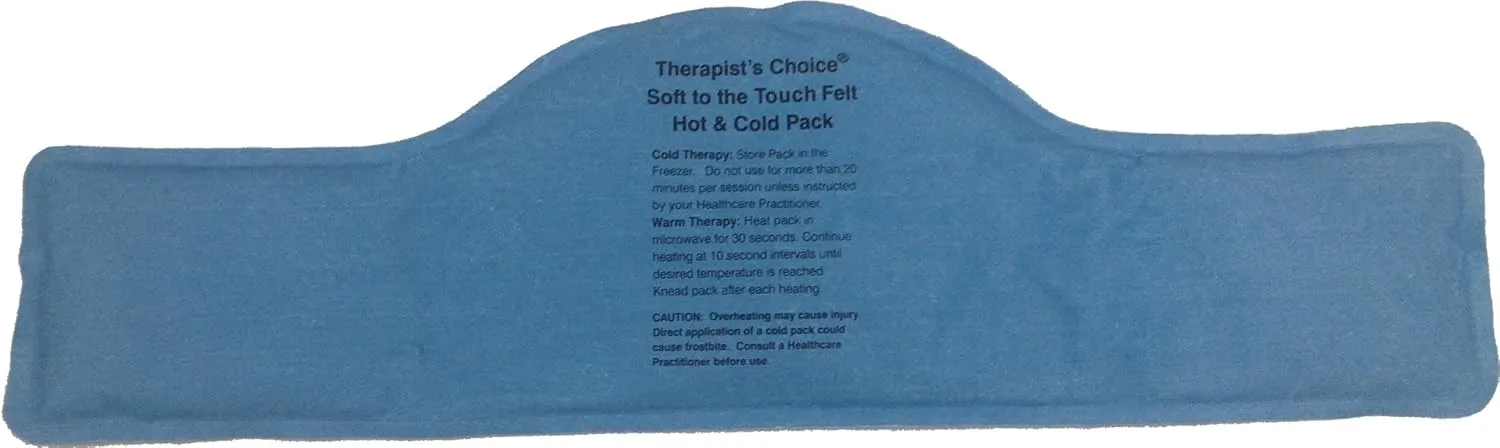 Therapist's Choice®
Soft to the Touch Felt
Hot & Cold Pack
Cold Therapy: Store Pack in the
Freezer. Do not use for more than 20
minutes per session unless instructed
by your Healthcare Practitioner.
Warm Therapy: Heat pack in
microwave for 30 seconds. Continue
heating at 10 second intervals until
desired temperature is reached
Knead pack after each heating
CAUTION: Overheating may cause injury
Direct application of a cold pack could
cause frostbite. Consult a Healthcare
Practitioner before use.